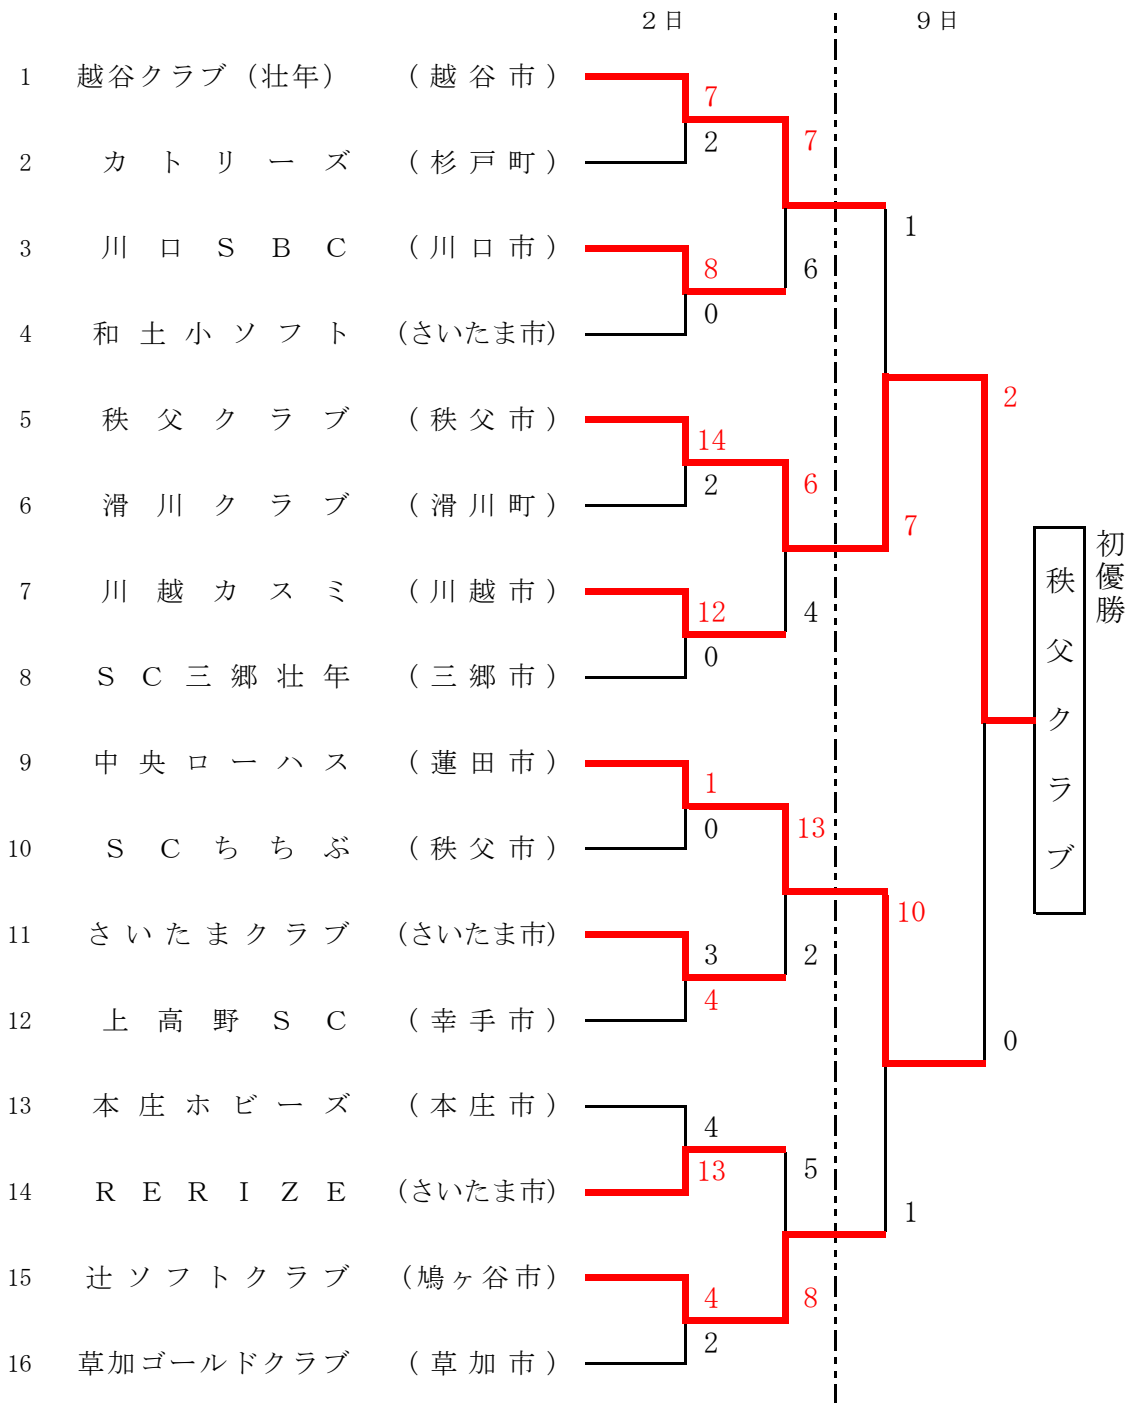 ２日 ９日
1 越谷クラブ（壮年） （越谷市）
7
2
7
2 カトリーズ （杉戸町）
1
3 川口ＳＢＣ （川口市）
8
6
0
4 和土小ソフト (さいたま市)
2
5 秩父クラブ （秩父市）
14
2
6
6 滑川クラブ （滑川町）
7
7 川越カスミ （川越市）
12
4
0
8 ＳＣ三郷壮年 （三郷市）
初優勝
秩父クラブ
9 中央ローハス （蓮田市）
1
0
13
10 ＳＣちちぶ （秩父市）
10
11 さいたまクラブ (さいたま市)
3
2
4
12 上高野ＳＣ （幸手市）
0
13 本庄ホビーズ （本庄市）
4
5
13
14 ＲＥＲＩＺＥ (さいたま市)
1
15 辻ソフトクラブ （鳩ヶ谷市）
4
8
2
16 草加ゴールドクラブ （草加市）